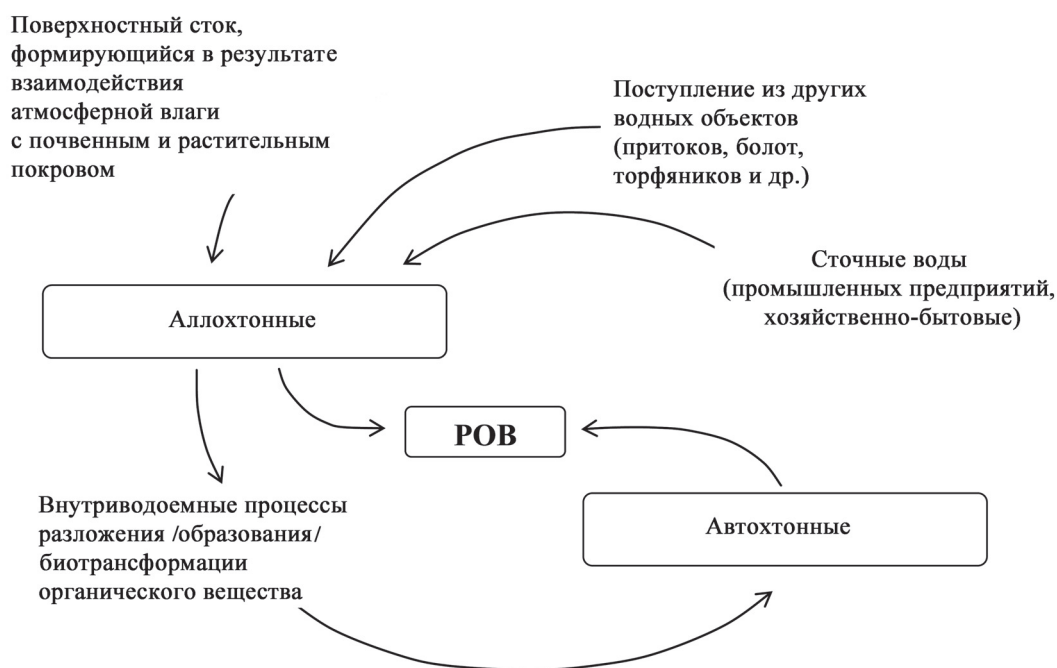 Поверхностный сток,
формирующийся в результате
взаимодействия
атмосферной влаги
с почвенным и растительным
покровом
Поступление из других
водных объектов
(притоков, болот,
торфяников и др.)
Сточные воды
(промышленных предприятий,
хозяйственно-бытовые)
Аллохтонные
РОВ
Внутриводоемные процессы
разложения /образования/
биотрансформации
органического вещества
Автохтонные